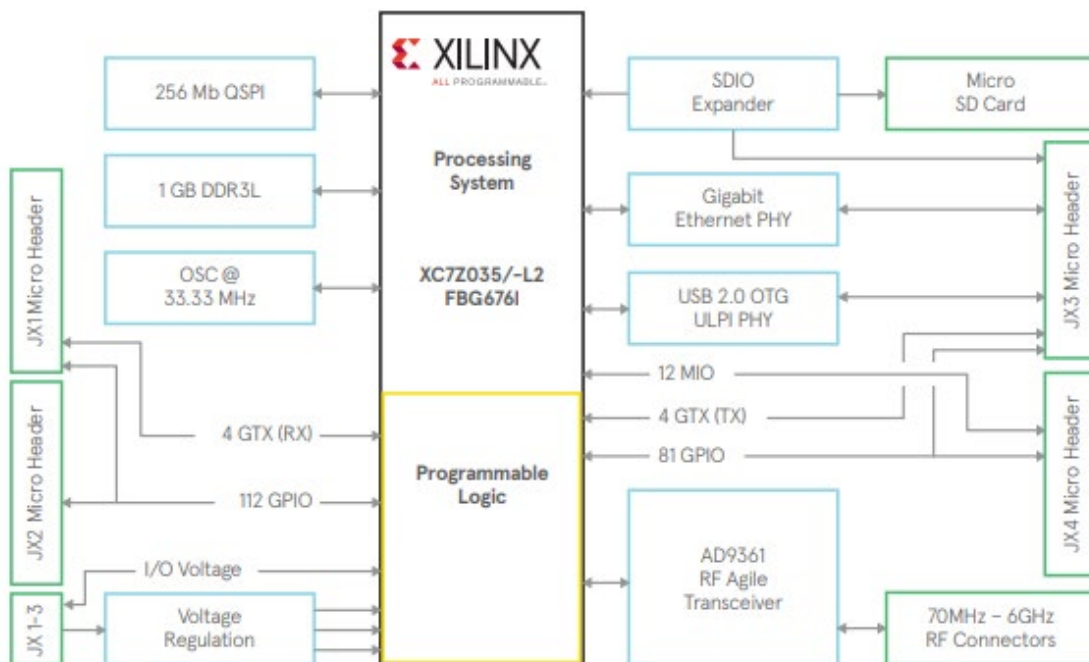 XILINX
ALL PROGRAMMABLE™
256 Mb QSPI
1 GB DDR3L
OSC @
33.33 MHz
JX1 Micro Header
JX2 Micro Header
4 GTX (RX)
112 GPIO
I/O Voltage
JX 1-3
Voltage
Regulation
Processing
System
XC7Z035/-L2
FBG676I
Programmable
Logic
SDIO
Expander
Micro
SD Card
Gigabit
Ethernet PHY
USB 2.0 OTG
ULPI PHY
JX3 Micro Header
12 MIO
4 GTX (TX)
81 GPIO
JX4 Micro Header
AD9361
RF Agile
Transceiver
70MHz – 6GHz
RF Connectors